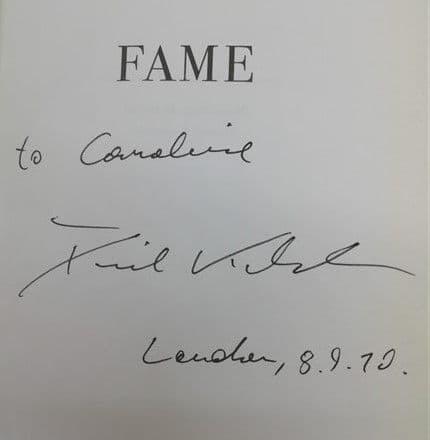 FAME
to Caroline
London, 8.9.10.